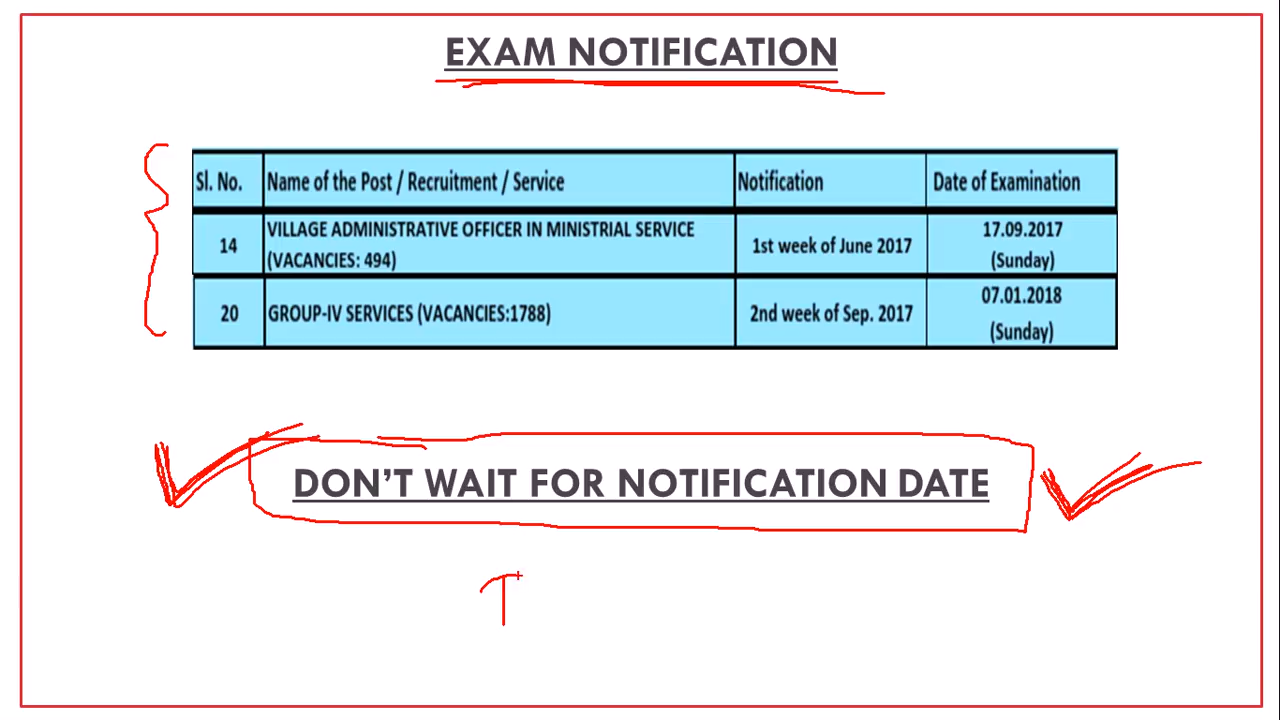 EXAM NOTIFICATION
Sl. No. Name of the Post / Recruitment / Service Notification Date of Examination
14 VILLAGE ADMINISTRATIVE OFFICER IN MINISTRIAL SERVICE (VACANCIES: 494) 1st week of June 2017 17.09.2017 (Sunday)
20 GROUP-IV SERVICES (VACANCIES:1788) 2nd week of Sep. 2017 07.01.2018 (Sunday)
DON'T WAIT FOR NOTIFICATION DATE
T